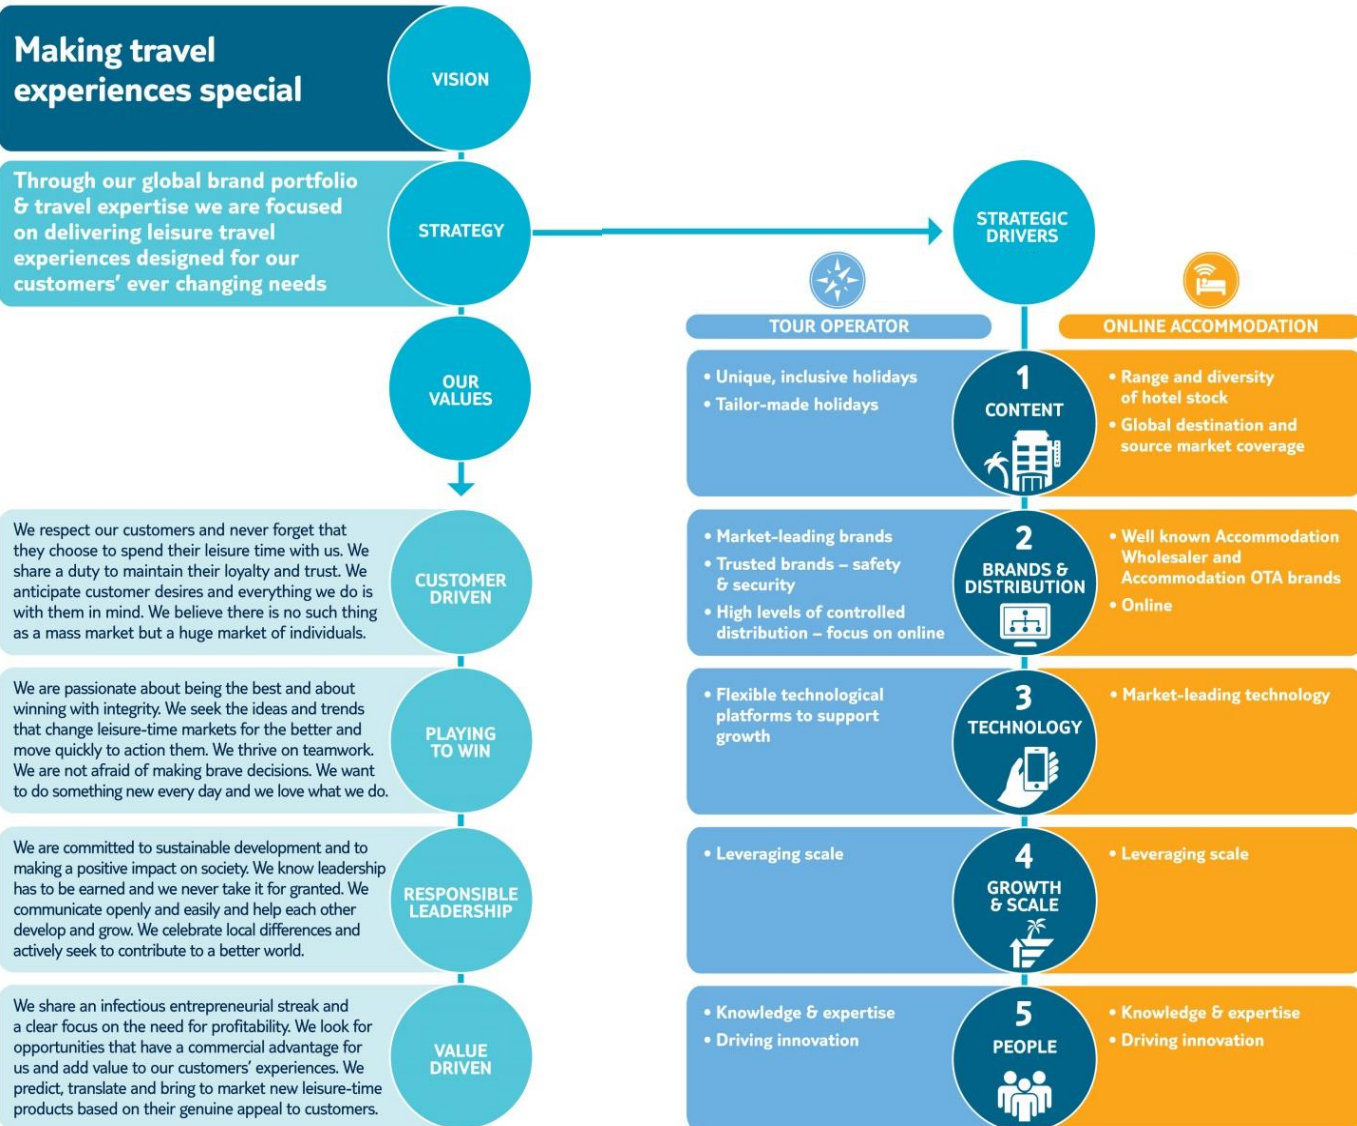 Making travel
experiences special
VISION
Through our global brand portfolio
& travel expertise we are focused
on delivering leisure travel
experiences designed for our
customers' ever changing needs
STRATEGY
OUR
VALUES
We respect our customers and never forget that
they choose to spend their leisure time with us. We
share a duty to maintain their loyalty and trust. We
anticipate customer desires and everything we do is
with them in mind. We believe there is no such thing
as a mass market but a huge market of individuals.
CUSTOMER
DRIVEN
We are passionate about being the best and about
winning with integrity. We seek the ideas and trends
that change leisure-time markets for the better and
move quickly to action them. We thrive on teamwork.
We are not afraid of making brave decisions. We want
to do something new every day and we love what we do.
PLAYING
TO WIN
We are committed to sustainable development and to
making a positive impact on society. We know leadership
has to be earned and we never take it for granted. We
communicate openly and easily and help each other
develop and grow. We celebrate local differences and
actively seek to contribute to a better world.
RESPONSIBLE
LEADERSHIP
We share an infectious entrepreneurial streak and
a clear focus on the need for profitability. We look for
opportunities that have a commercial advantage for
us and add value to our customers' experiences. We
predict, translate and bring to market new leisure-time
products based on their genuine appeal to customers.
VALUE
DRIVEN
STRATEGIC
DRIVERS
TOUR OPERATOR
ONLINE ACCOMMODATION
• Unique, inclusive holidays
• Tailor-made holidays
1
CONTENT
• Range and diversity
of hotel stock
• Global destination and
source market coverage
• Market-leading brands
• Trusted brands – safety
& security
• High levels of controlled
distribution – focus on online
2
BRANDS &
DISTRIBUTION
• Well known Accommodation
Wholesaler and
Accommodation OTA brands
• Online
• Flexible technological
platforms to support
growth
3
TECHNOLOGY
• Market-leading technology
• Leveraging scale
4
GROWTH
& SCALE
• Leveraging scale
• Knowledge & expertise
• Driving innovation
5
PEOPLE
• Knowledge & expertise
• Driving innovation